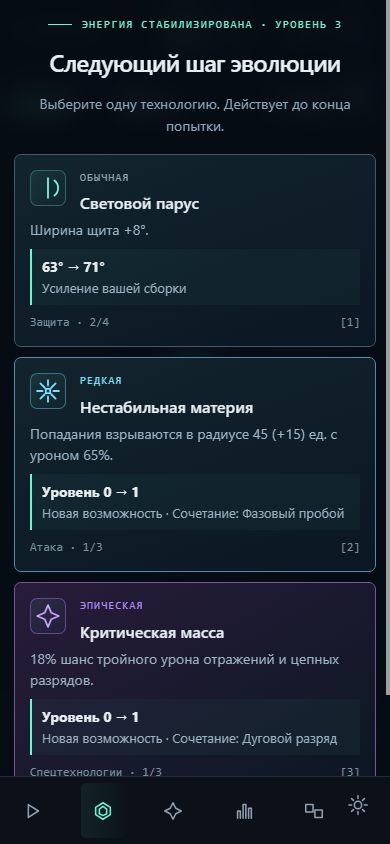 ЭНЕРГИЯ СТАБИЛИЗИРОВАНА · УРОВЕНЬ 3
Следующий шаг эволюции
Выберите одну технологию. Действует до конца
попытки.
ОБЫЧНАЯ
Световой парус
Ширина щита +8°.
63° → 71°
Усиление вашей сборки
Защита · 2/4
[1]
РЕДКАЯ
Нестабильная материя
Попадания взрываются в радиусе 45 (+15) ед. с
уроном 65%.
Уровень 0 → 1
Новая возможность · Сочетание: Фазовый пробой
Атака · 1/3
[2]
ЭПИЧЕСКАЯ
Критическая масса
18% шанс тройного урона отражений и цепных
разрядов.
Уровень 0 → 1
Новая возможность · Сочетание: Дуговой разряд
Спецтехнологии · 1/3
[3]